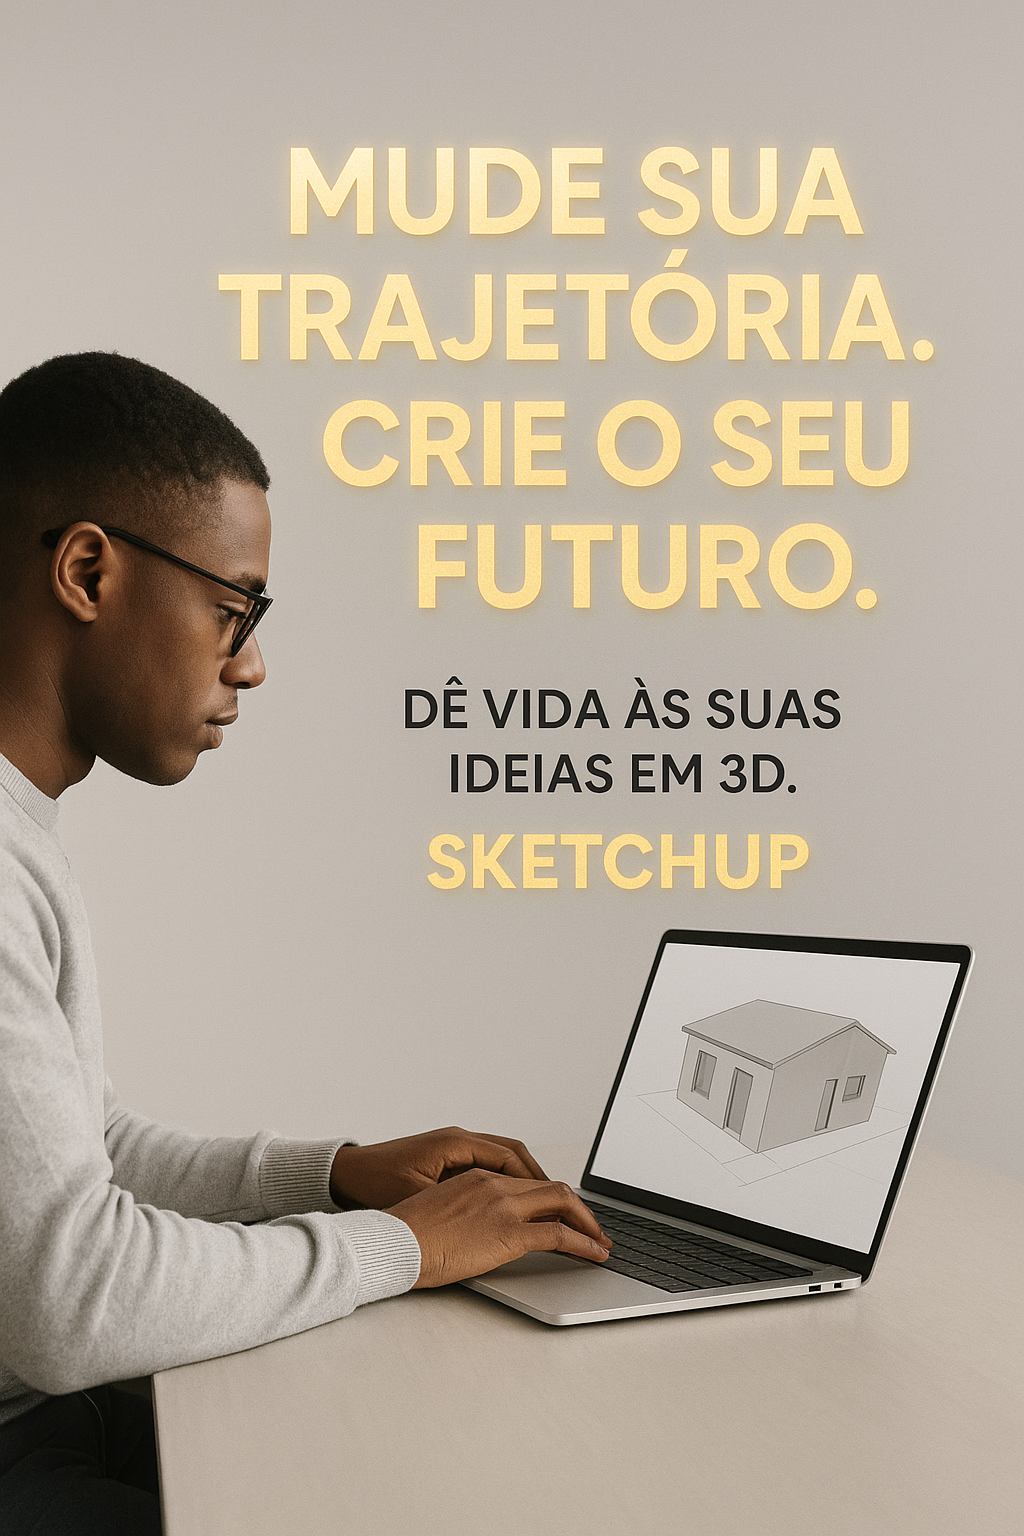 MUDE SUA
TRAJETÓRIA.
CRIE O SEU
FUTURO.
DÊ VIDA ÀS SUAS
IDEIAS EM 3D.
SKETCHUP